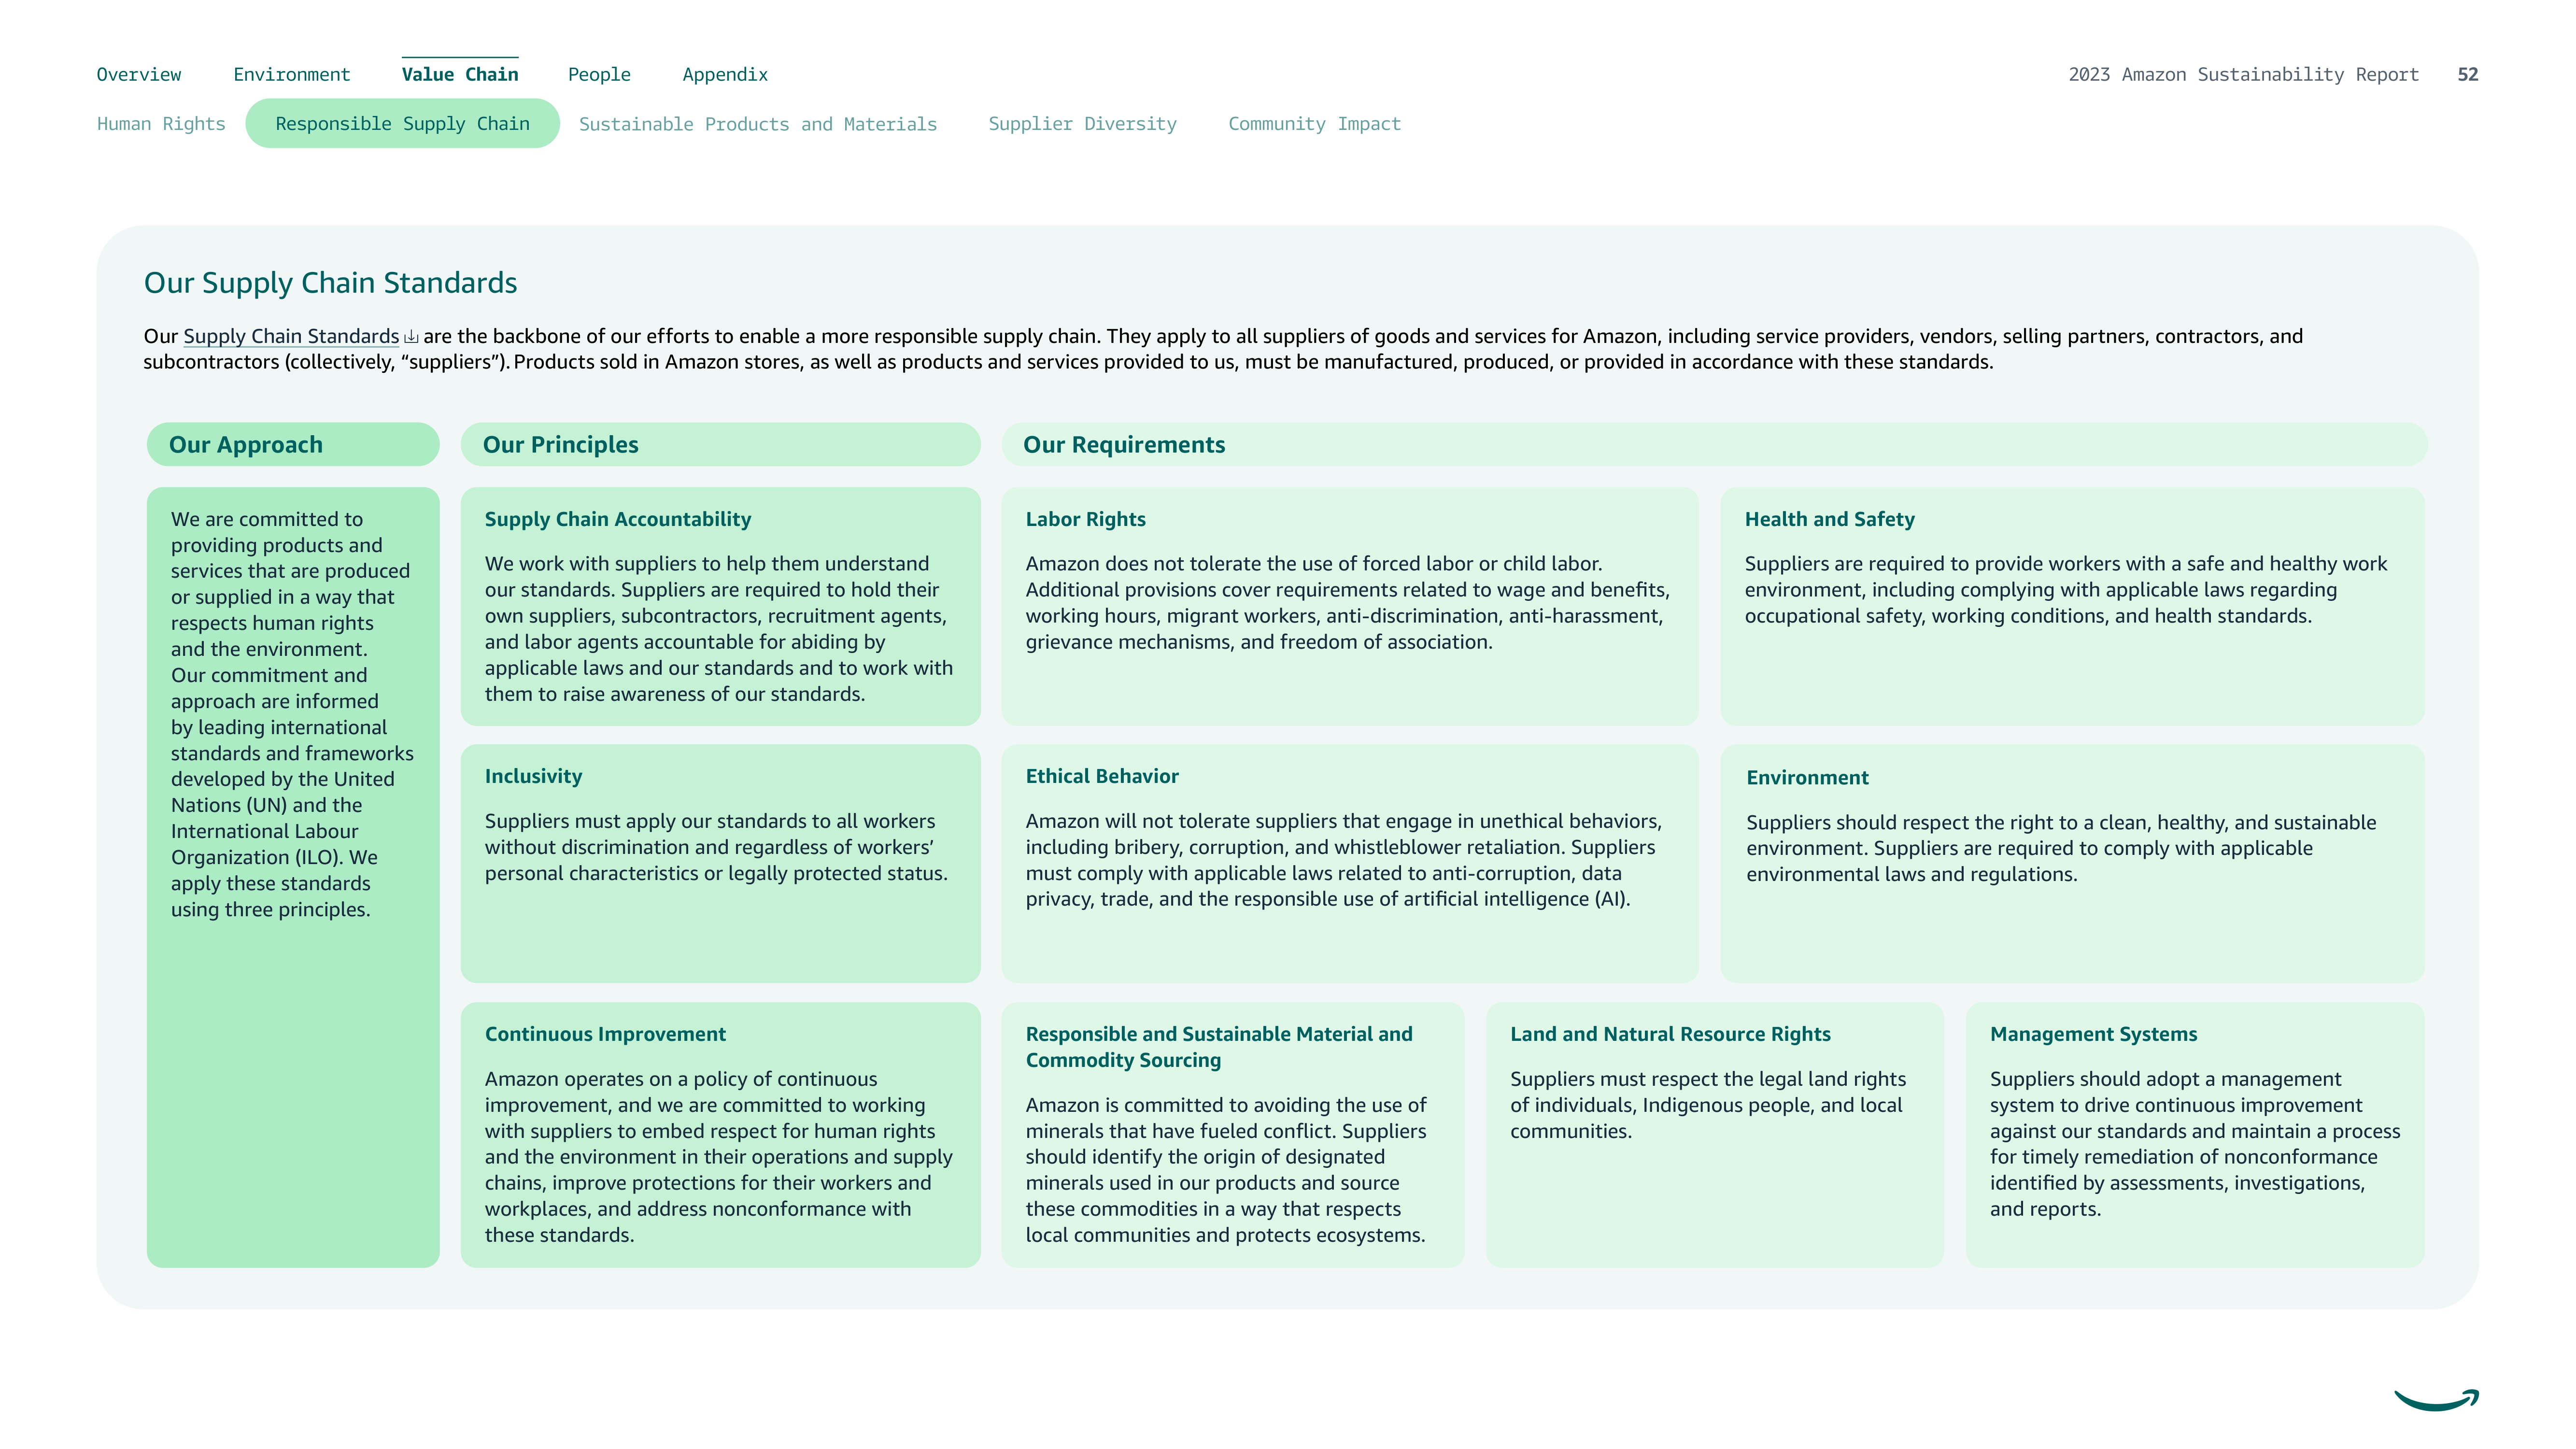 Overview Environment Value Chain People Appendix
2023 Amazon Sustainability Report 52
Human Rights Responsible Supply Chain Sustainable Products and Materials Supplier Diversity Community Impact
Our Supply Chain Standards
Our Supply Chain Standards are the backbone of our efforts to enable a more responsible supply chain. They apply to all suppliers of goods and services for Amazon, including service providers, vendors, selling partners, contractors, and
subcontractors (collectively, “suppliers”). Products sold in Amazon stores, as well as products and services provided to us, must be manufactured, produced, or provided in accordance with these standards.
Our Approach
We are committed to
providing products and
services that are produced
or supplied in a way that
respects human rights
and the environment.
Our commitment and
approach are informed
by leading international
standards and frameworks
developed by the United
Nations (UN) and the
International Labour
Organization (ILO). We
apply these standards
using three principles.
Our Principles
Supply Chain Accountability
We work with suppliers to help them understand
our standards. Suppliers are required to hold their
own suppliers, subcontractors, recruitment agents,
and labor agents accountable for abiding by
applicable laws and our standards and to work with
them to raise awareness of our standards.
Inclusivity
Suppliers must apply our standards to all workers
without discrimination and regardless of workers’
personal characteristics or legally protected status.
Continuous Improvement
Amazon operates on a policy of continuous
improvement, and we are committed to working
with suppliers to embed respect for human rights
and the environment in their operations and supply
chains, improve protections for their workers and
workplaces, and address nonconformance with
these standards.
Our Requirements
Labor Rights
Amazon does not tolerate the use of forced labor or child labor.
Additional provisions cover requirements related to wage and benefits,
working hours, migrant workers, anti-discrimination, anti-harassment,
grievance mechanisms, and freedom of association.
Health and Safety
Suppliers are required to provide workers with a safe and healthy work
environment, including complying with applicable laws regarding
occupational safety, working conditions, and health standards.
Ethical Behavior
Amazon will not tolerate suppliers that engage in unethical behaviors,
including bribery, corruption, and whistleblower retaliation. Suppliers
must comply with applicable laws related to anti-corruption, data
privacy, trade, and the responsible use of artificial intelligence (AI).
Environment
Suppliers should respect the right to a clean, healthy, and sustainable
environment. Suppliers are required to comply with applicable
environmental laws and regulations.
Responsible and Sustainable Material and
Commodity Sourcing
Amazon is committed to avoiding the use of
minerals that have fueled conflict. Suppliers
should identify the origin of designated
minerals used in our products and source
these commodities in a way that respects
local communities and protects ecosystems.
Land and Natural Resource Rights
Suppliers must respect the legal land rights
of individuals, Indigenous people, and local
communities.
Management Systems
Suppliers should adopt a management
system to drive continuous improvement
against our standards and maintain a process
for timely remediation of nonconformance
identified by assessments, investigations,
and reports.